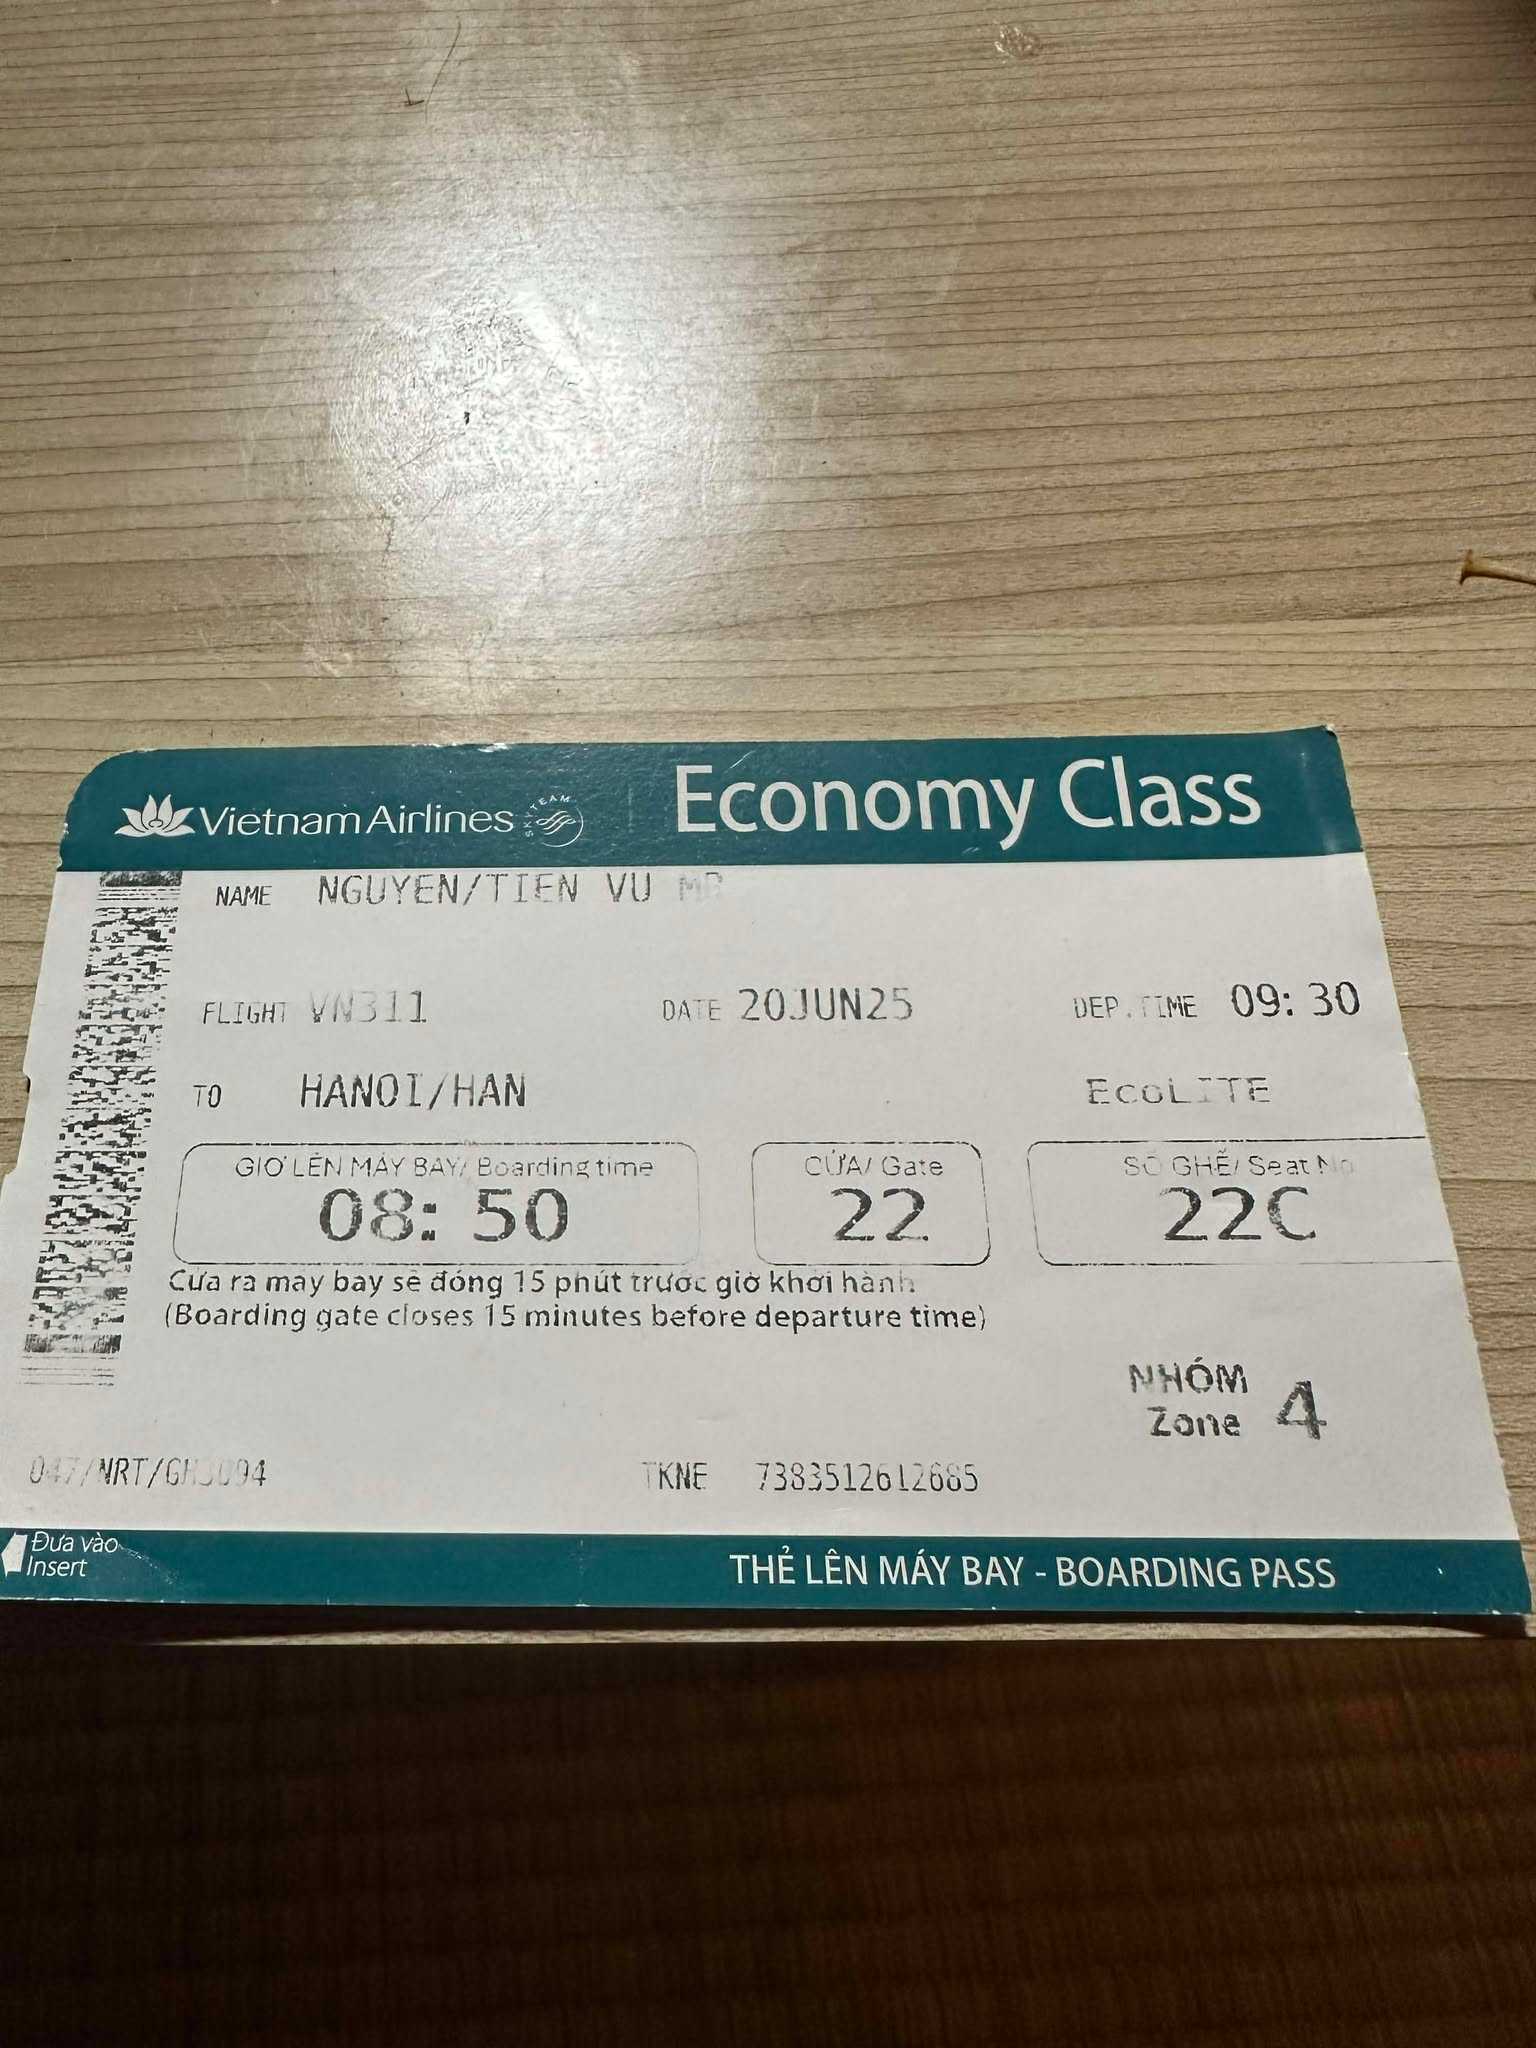 Vietnam Airlines SKYTEAM Economy Class
NAME NGUYEN/TIEN VU MR
FLIGHT VN311 DATE 20JUN25 DEP.TIME 09:30
TO HANOI/HAN EcoLITE
GIỜ LÊN MÁY BAY/ Boarding time CỬA/ Gate SỐ GHẾ/ Seat No
08:50 22 22C
Cửa ra máy bay sẽ đóng 15 phút trước giờ khởi hành
(Boarding gate closes 15 minutes before departure time)
NHÓM
Zone 4
TKNE 7383512612685
Đưa vào
Insert
THẺ LÊN MÁY BAY - BOARDING PASS